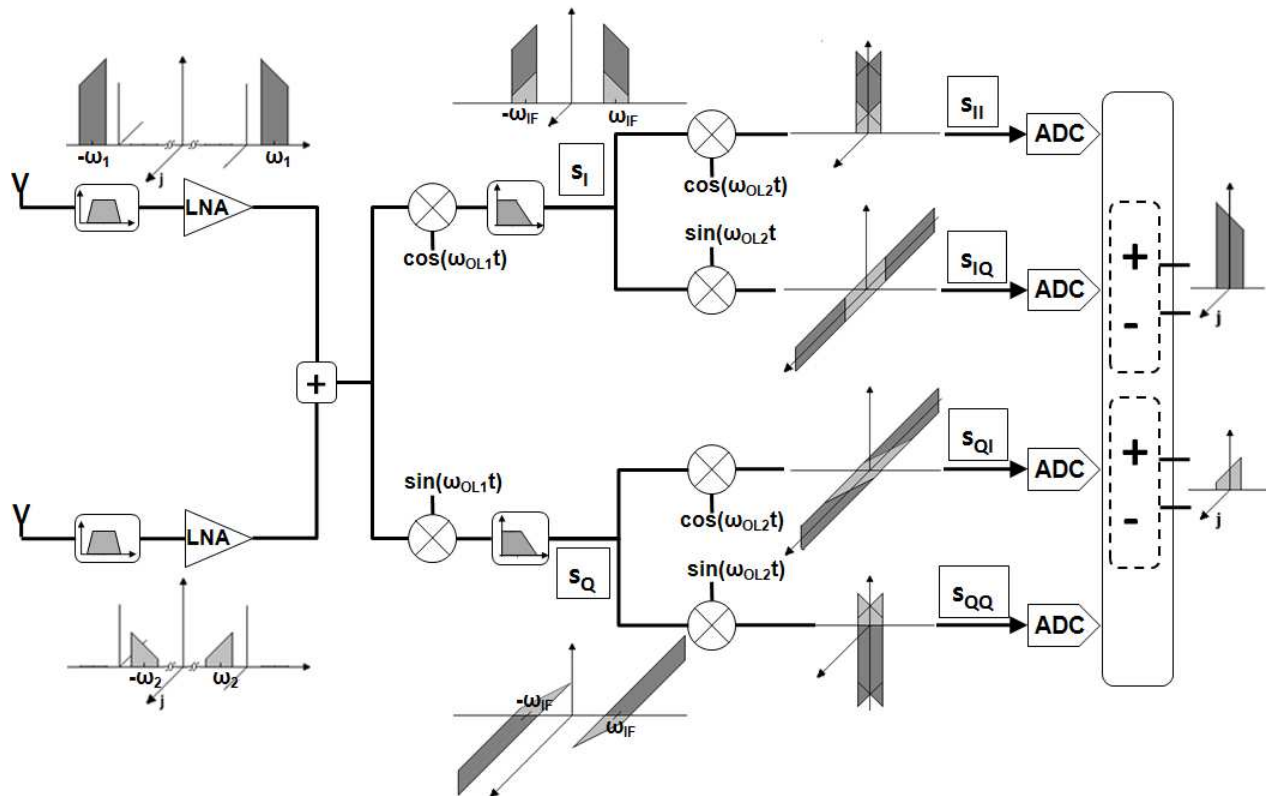 -ω1
j
ω1
LNA
-ωIF
ωIF
cos(ωOL1t)
sI
cos(ωOL2t)
sin(ωOL2t
sII
ADC
sIQ
ADC
+
-
j
+
sin(ωOL1t)
LNA
sQ
cos(ωOL2t)
sin(ωOL2t)
sQI
ADC
sQQ
ADC
+
-
j
-ω2
ω2
j
-ωIF
ωIF